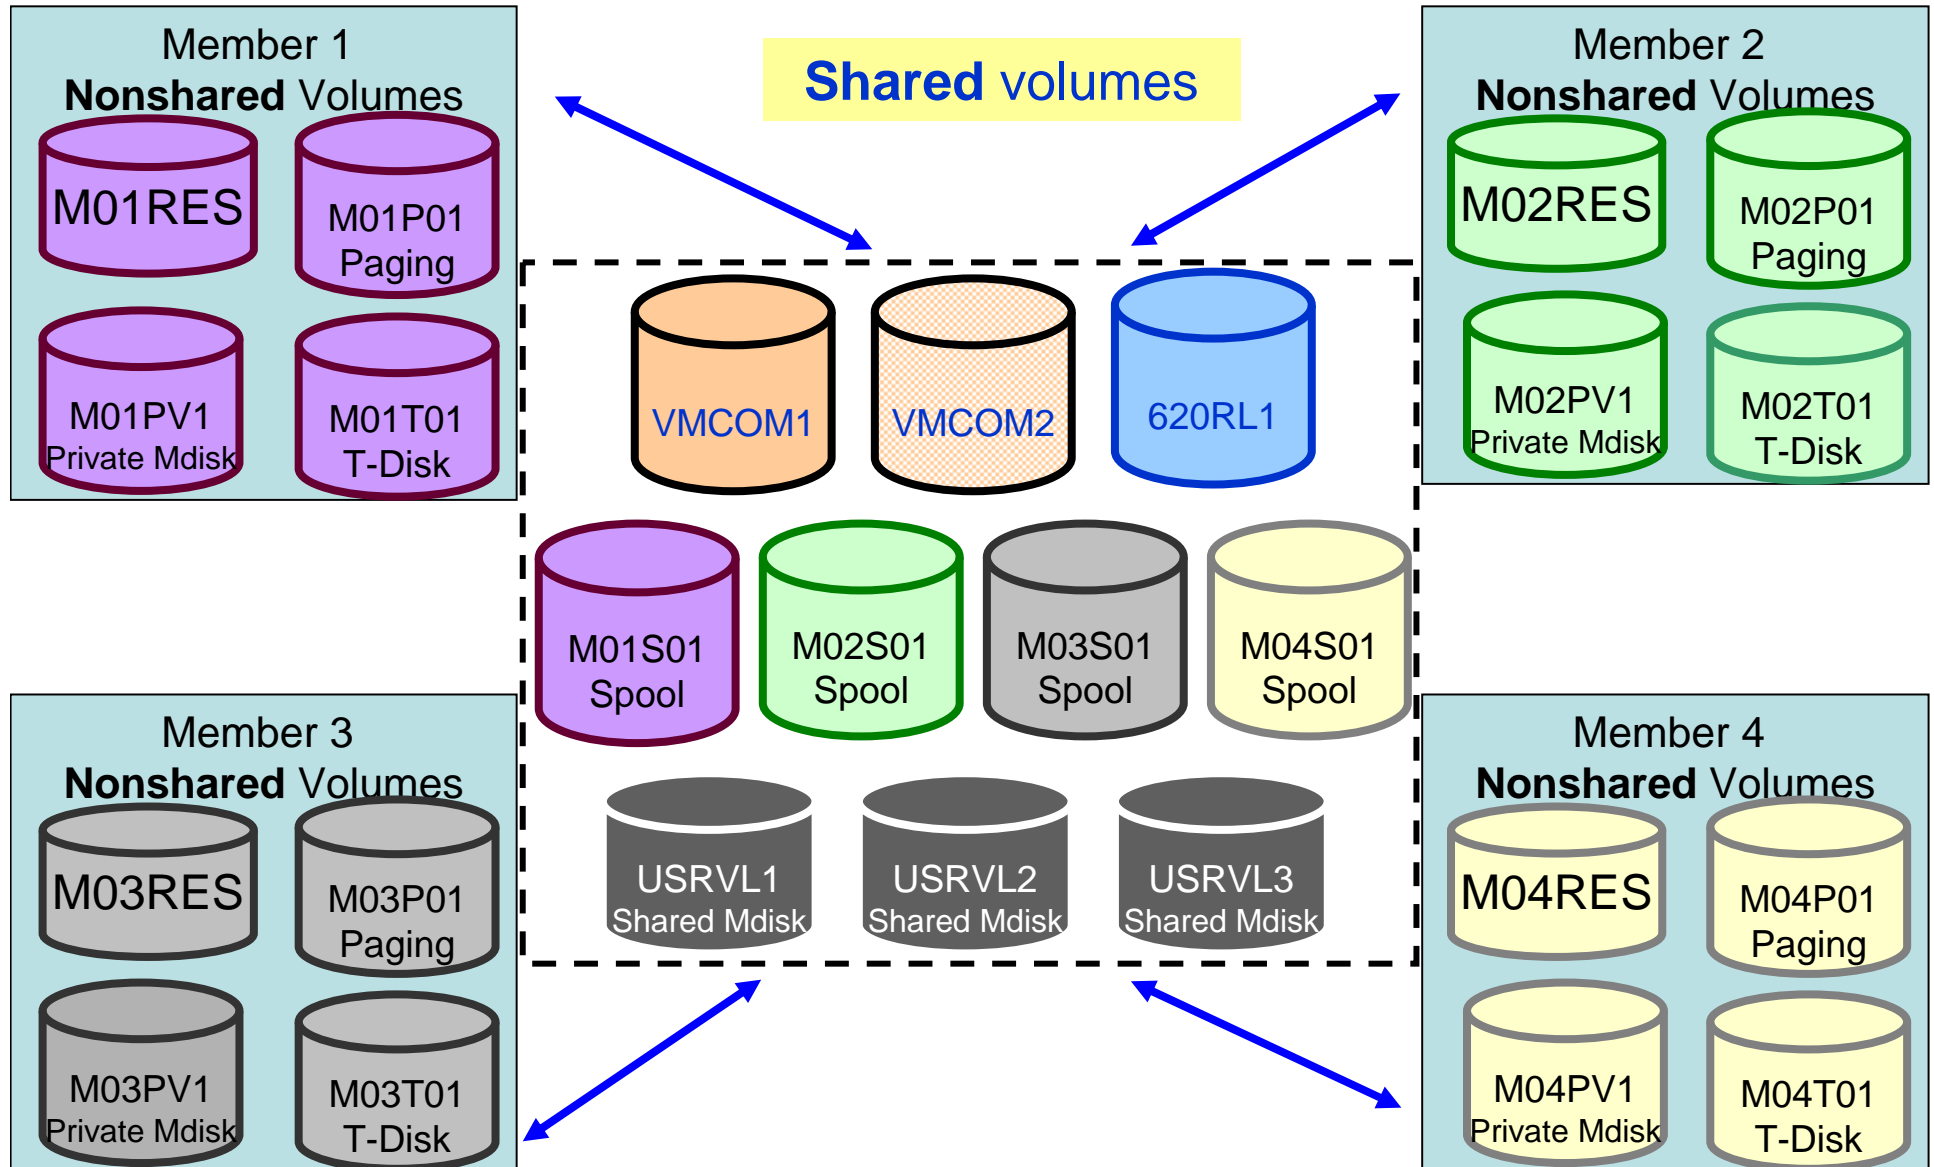 Member 1
Nonshared Volumes
M01RES
M01P01
Paging
M01PV1
Private Mdisk
M01T01
T-Disk
Shared volumes
Member 2
Nonshared Volumes
M02RES
M02P01
Paging
M02PV1
Private Mdisk
M02T01
T-Disk
VMCOM1
VMCOM2
620RL1
M01S01
Spool
M02S01
Spool
M03S01
Spool
M04S01
Spool
USRVL1
Shared Mdisk
USRVL2
Shared Mdisk
USRVL3
Shared Mdisk
Member 3
Nonshared Volumes
M03RES
M03P01
Paging
M03PV1
Private Mdisk
M03T01
T-Disk
Member 4
Nonshared Volumes
M04RES
M04P01
Paging
M04PV1
Private Mdisk
M04T01
T-Disk